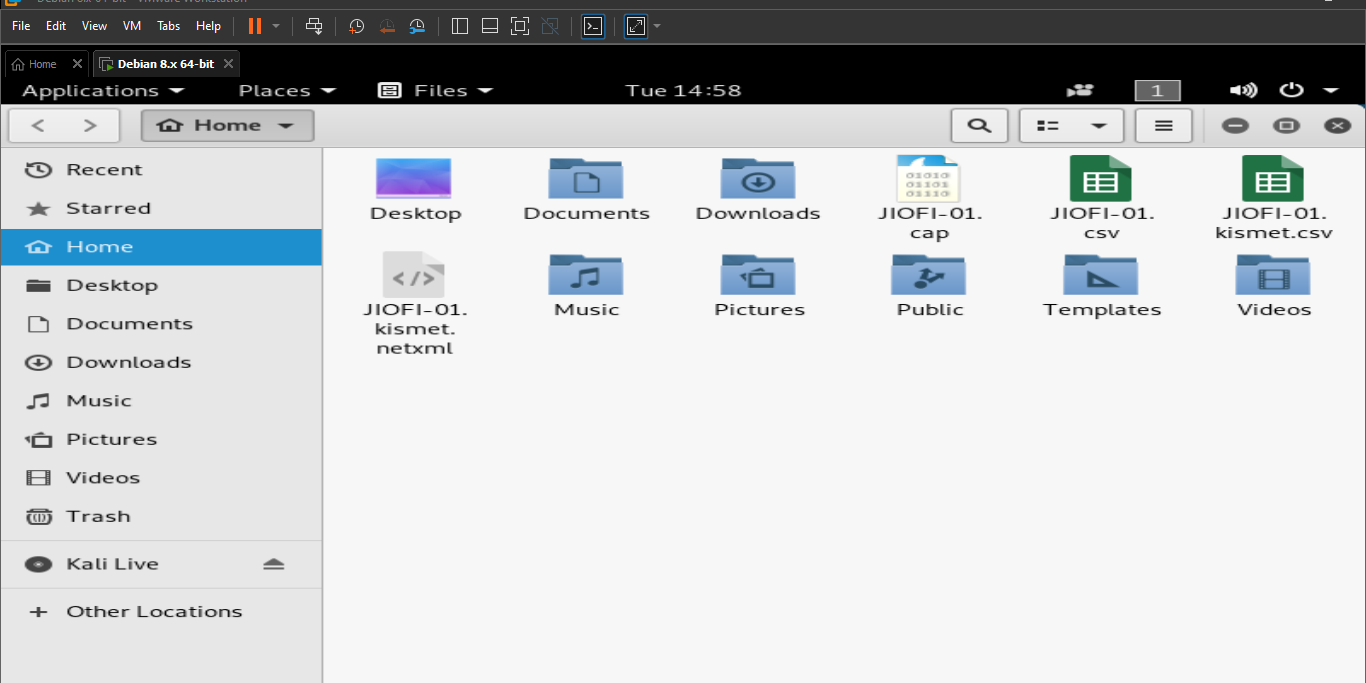 Debian 8.x 64-bit - VMware Workstation
File Edit View VM Tabs Help
Home Debian 8.x 64-bit
Applications Places Files Tue 14:58 1
Home
Recent
Starred
Home
Desktop
Documents
Downloads
Music
Pictures
Videos
Trash
Kali Live
Other Locations
Desktop
Documents
Downloads
JIOFI-01.
cap
JIOFI-01.
csv
JIOFI-01.
kismet.csv
JIOFI-01.
kismet.
netxml
Music
Pictures
Public
Templates
Videos